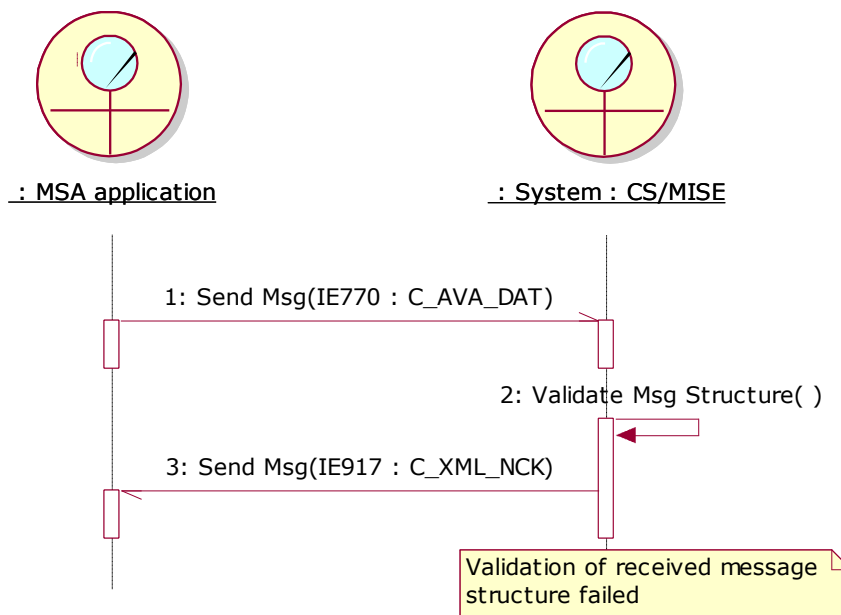 : MSA application
: System : CS/MISE
1: Send Msg(IE770 : C_AVA_DAT)
2: Validate Msg Structure( )
3: Send Msg(IE917 : C_XML_NCK)
Validation of received message
structure failed